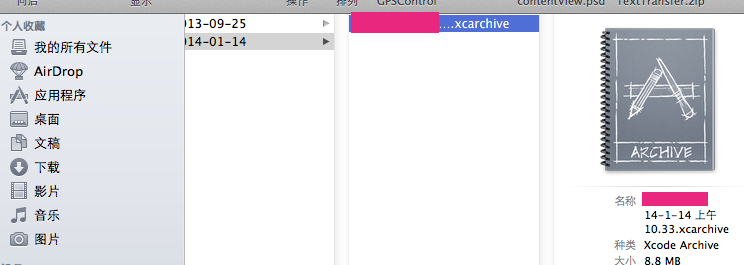 向后 显示 操作 排列 GPSControl contentView.psd TextTransfer.zip
个人收藏
我的所有文件
AirDrop
应用程序
桌面
文稿
下载
影片
音乐
图片
013-09-25
014-01-14
....xcarchive
ARCHIVE
名称
14-1-14 上午
10.33.xcarchive
种类 Xcode Archive
大小 8.8 MB